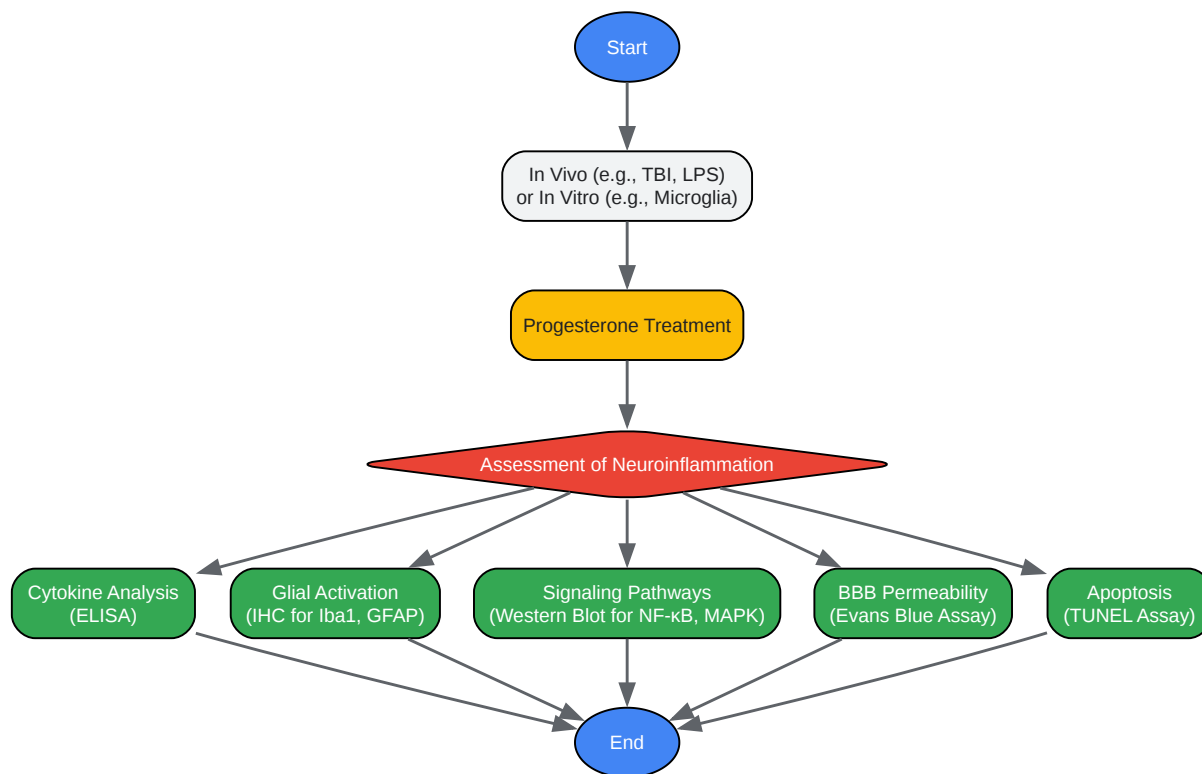 Start
In Vivo (e.g., TBI, LPS)
or In Vitro (e.g., Microglia)
Progesterone Treatment
Assessment of Neuroinflammation
Cytokine Analysis
(ELISA)
Glial Activation
(IHC for Iba1, GFAP)
Signaling Pathways
(Western Blot for NF-κB, MAPK)
BBB Permeability
(Evans Blue Assay)
Apoptosis
(TUNEL Assay)
End